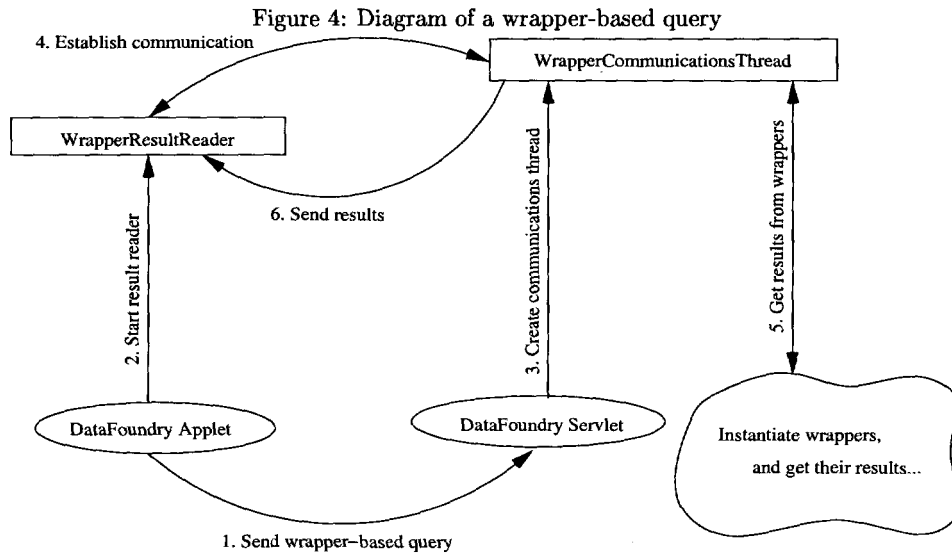 Figure 4: Diagram of a wrapper-based query
4. Establish communication
WrapperCommunicationsThread
WrapperResultReader
6. Send results
2. Start result reader
3. Create communications thread
5. Get results from wrappers
DataFoundry Applet
DataFoundry Servlet
Instantiate wrappers,
and get their results...
1. Send wrapper-based query